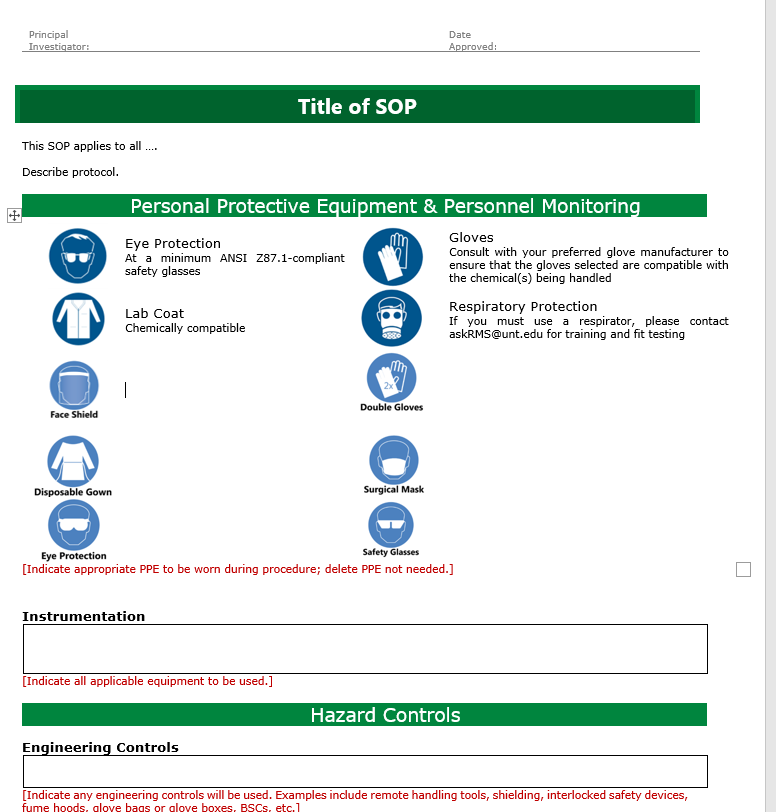 Principal
Investigator:
Date
Approved:
Title of SOP
This SOP applies to all ....
Describe protocol.
Personal Protective Equipment & Personnel Monitoring
Eye Protection
At a minimum ANSI Z87.1-compliant
safety glasses
Gloves
Consult with your preferred glove manufacturer to
ensure that the gloves selected are compatible with
the chemical(s) being handled
Lab Coat
Chemically compatible
Respiratory Protection
If you must use a respirator, please contact
askRMS@unt.edu for training and fit testing
Face Shield
2x
Double Gloves
Disposable Gown
Surgical Mask
Eye Protection
Safety Glasses
[Indicate appropriate PPE to be worn during procedure; delete PPE not needed.]
Instrumentation
[Indicate all applicable equipment to be used.]
Hazard Controls
Engineering Controls
[Indicate any engineering controls will be used. Examples include remote handling tools, shielding, interlocked safety devices,
fume hoods, glove bags or glove boxes, BSCs, etc.]